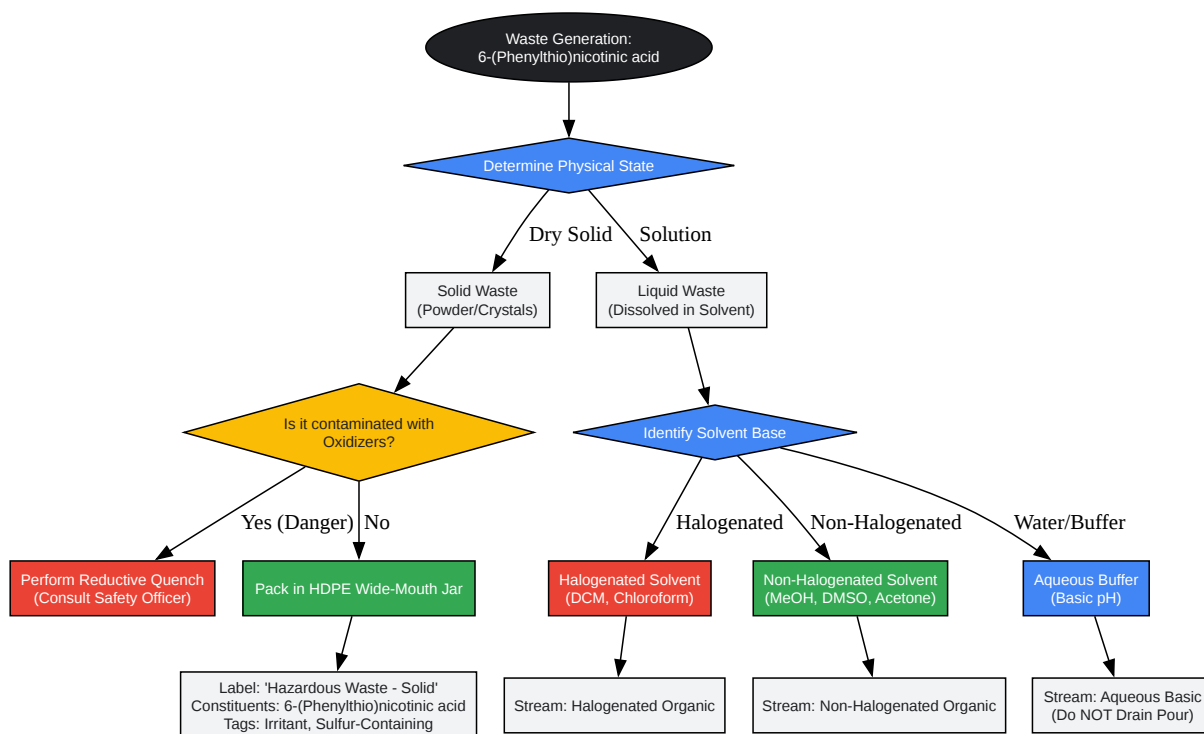 Waste Generation:
6-(Phenylthio)nicotinic acid
Determine Physical State
Dry Solid
Solution
Solid Waste
(Powder/Crystals)
Liquid Waste
(Dissolved in Solvent)
Is it contaminated with
Oxidizers?
Identify Solvent Base
Yes (Danger)
No
Halogenated
Non-Halogenated
Water/Buffer
Perform Reductive Quench
(Consult Safety Officer)
Pack in HDPE Wide-Mouth Jar
Halogenated Solvent
(DCM, Chloroform)
Non-Halogenated Solvent
(MeOH, DMSO, Acetone)
Aqueous Buffer
(Basic pH)
Label: 'Hazardous Waste - Solid'
Constituents: 6-(Phenylthio)nicotinic acid
Tags: Irritant, Sulfur-Containing
Stream: Halogenated Organic
Stream: Non-Halogenated Organic
Stream: Aqueous Basic
(Do NOT Drain Pour)